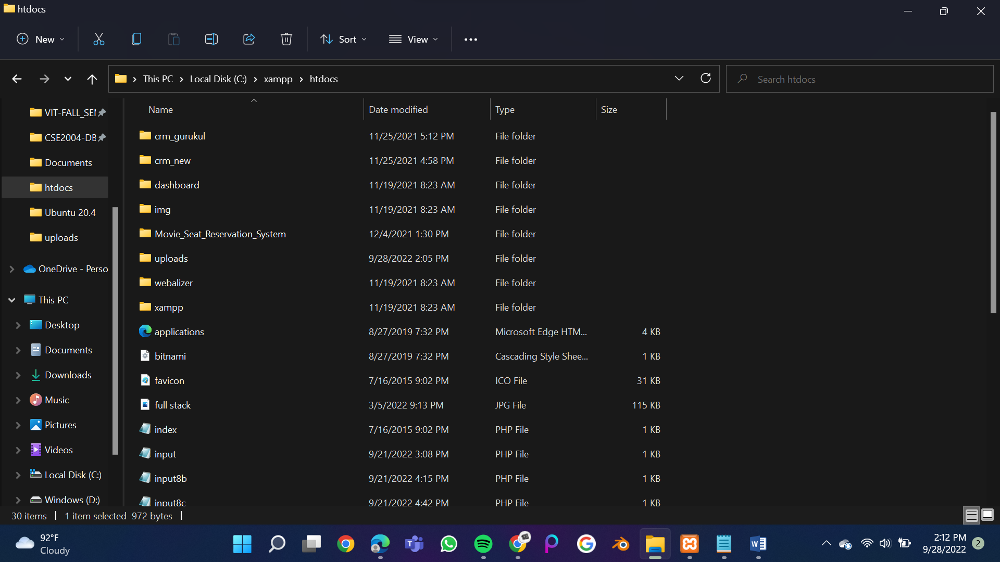 htdocs
New
Sort
View
This PC
Local Disk (C:)
xampp
htdocs
Search htdocs
VIT-FALL_SEI
CSE2004-DB
Documents
htdocs
Ubuntu 20.4
uploads
OneDrive - Perso
This PC
Desktop
Documents
Downloads
Music
Pictures
Videos
Local Disk (C:)
Windows (D:)
Name Date modified Type Size
crm_gurukul 11/25/2021 5:12 PM File folder
crm_new 11/25/2021 4:58 PM File folder
dashboard 11/19/2021 8:23 AM File folder
img 11/19/2021 8:23 AM File folder
Movie_Seat_Reservation_System 12/4/2021 1:30 PM File folder
uploads 9/28/2022 2:05 PM File folder
webalizer 11/19/2021 8:23 AM File folder
xampp 11/19/2021 8:23 AM File folder
applications 8/27/2019 7:32 PM Microsoft Edge HTM... 4 KB
bitnami 8/27/2019 7:32 PM Cascading Style Shee... 1 KB
favicon 7/16/2015 9:02 PM ICO File 31 KB
full stack 3/5/2022 9:13 PM JPG File 115 KB
index 7/16/2015 9:02 PM PHP File 1 KB
input 9/21/2022 3:08 PM PHP File 1 KB
input8b 9/21/2022 4:15 PM PHP File 1 KB
input8c 9/21/2022 4:42 PM PHP File 1 KB
30 items 1 item selected 972 bytes
92°F
Cloudy
2:12 PM
9/28/2022
2